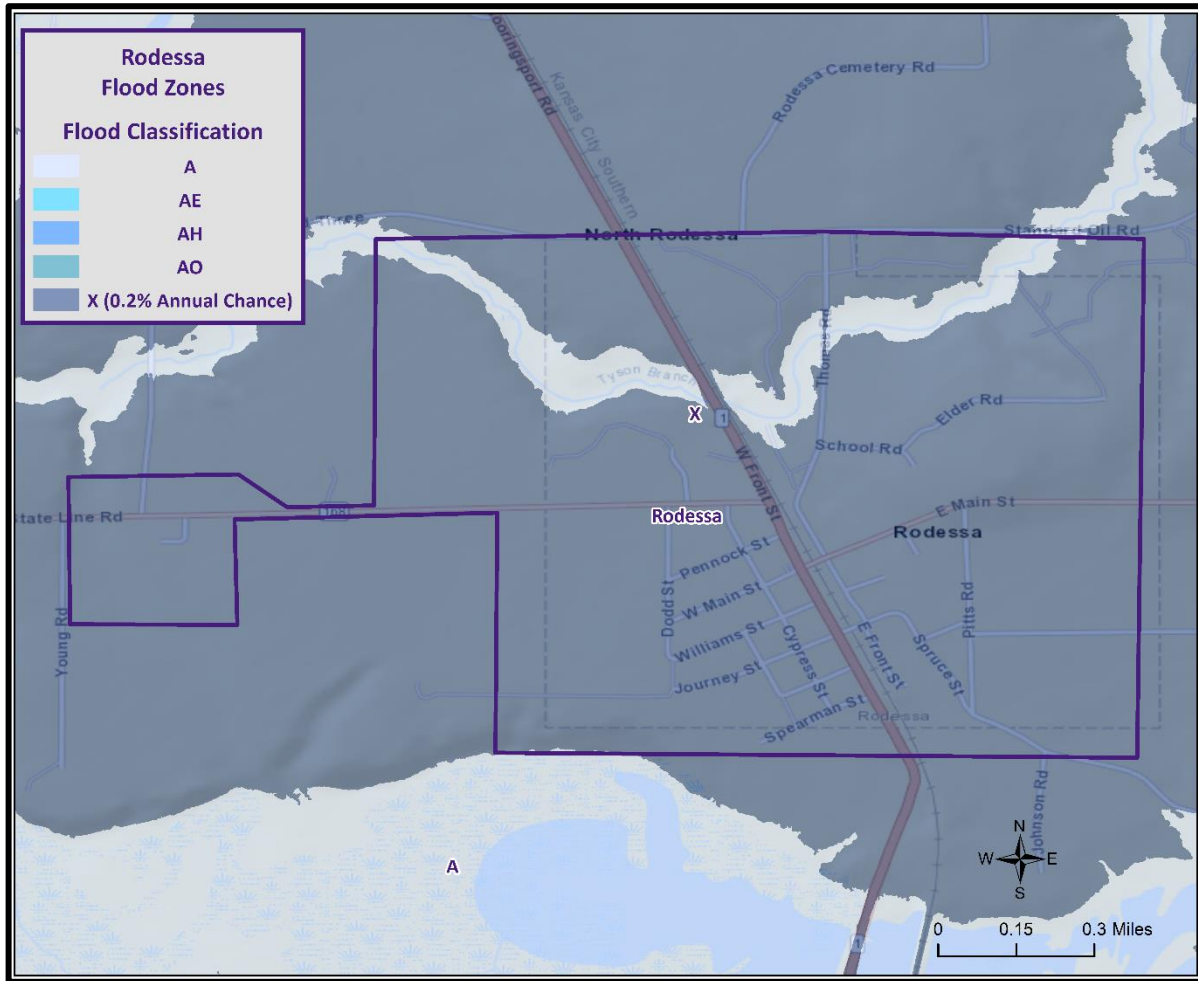 Rodessa
Flood Zones
Flood Classification
A
AE
AH
AO
X (0.2% Annual Chance)
ooringsport Rd
Kansas City Southern
Rodessa Cemetery Rd
Three
North Rodessa
Standard Oil Rd
Thomas Rd
Tyson Branch
X
1
Elder Rd
School Rd
W Front St
State Line Rd
168
Rodessa
E Main St
Rodessa
Pennock St
Dodd St
W Main St
Pitts Rd
Young Rd
Williams St
Cypress St
E Front St
Spruce St
Journey St
Spearman St
Rodessa
Johnson Rd
A
N
W
E
S
0
0.15
0.3 Miles
1